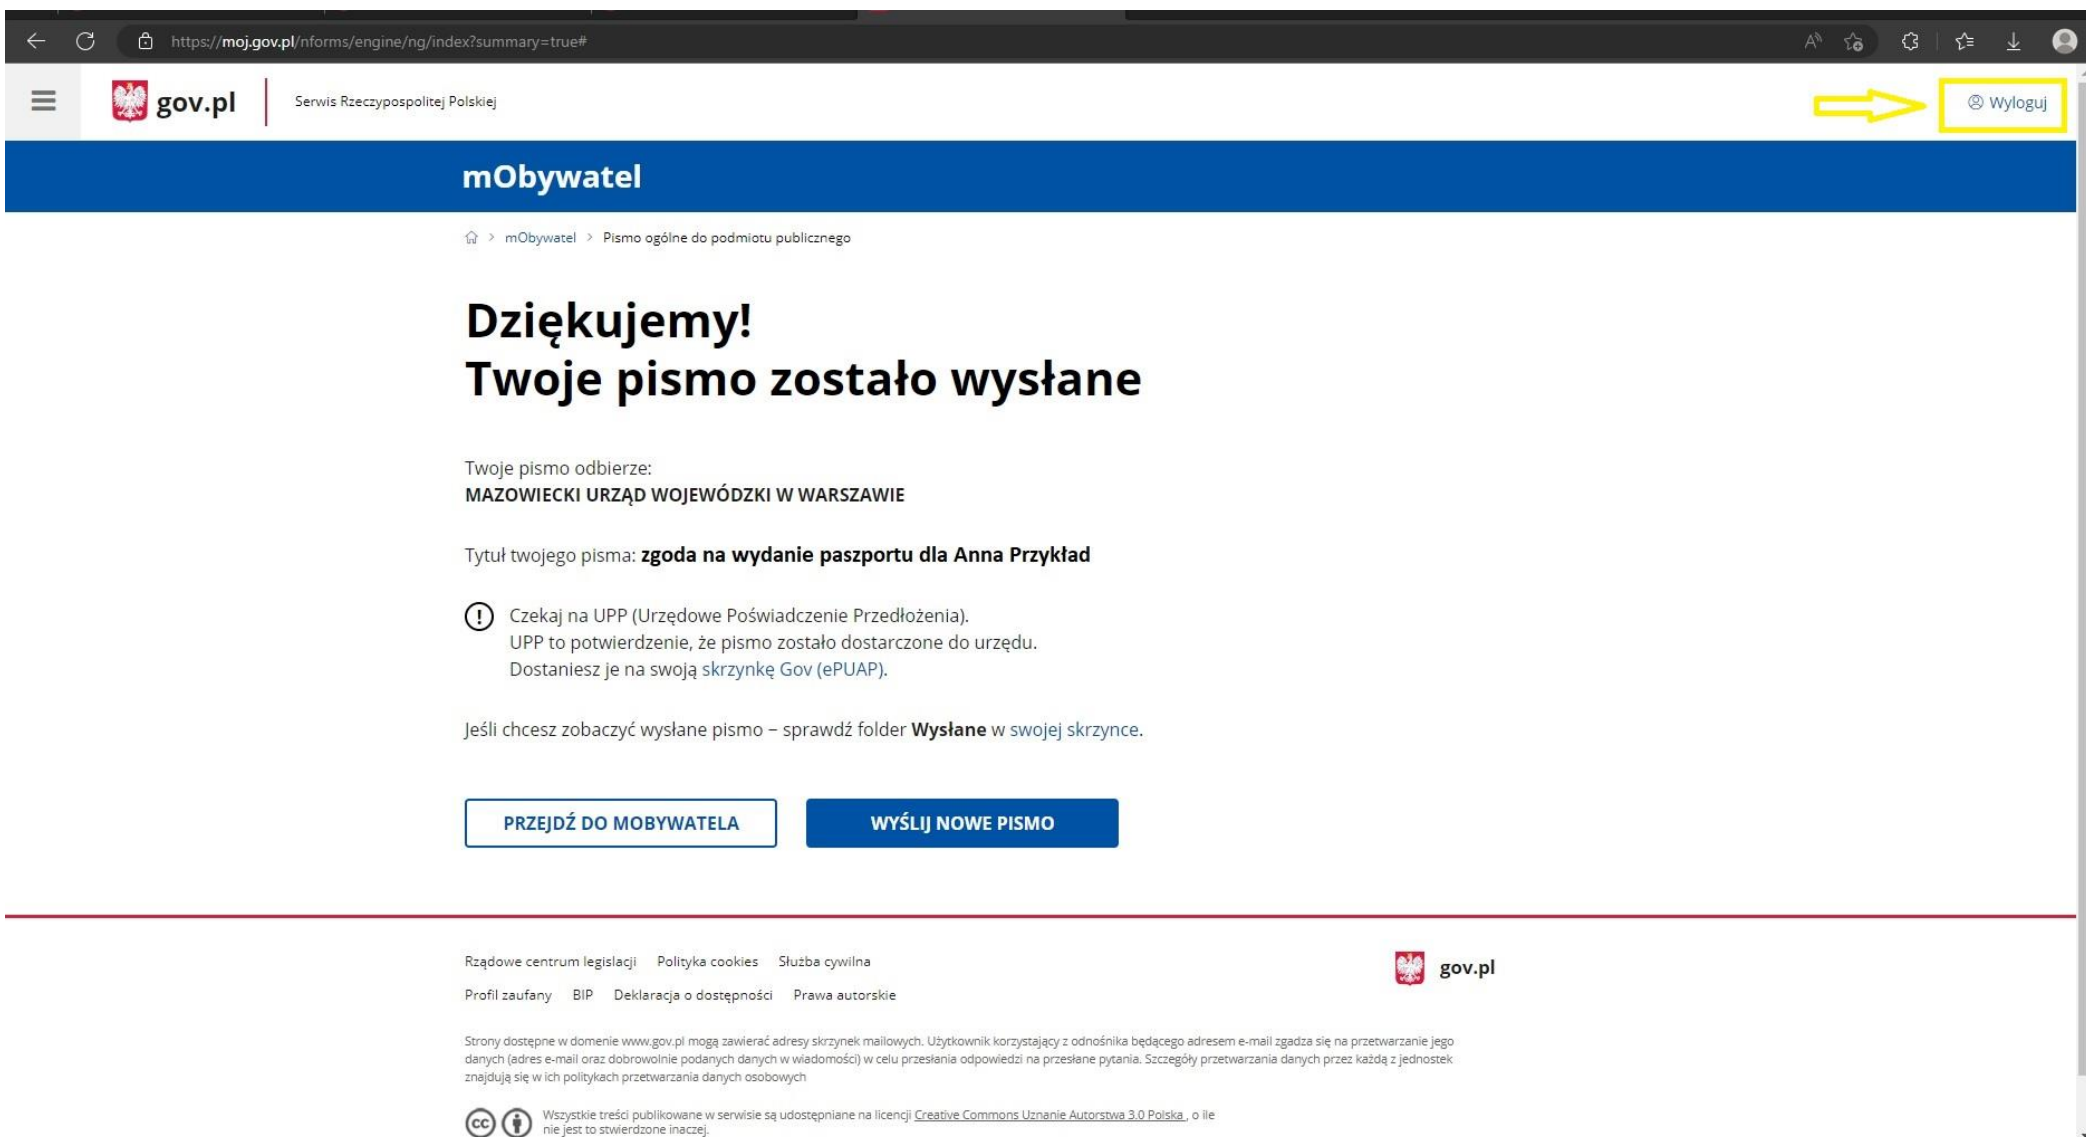 https://moj.gov.pl/nforms/engine/ng/index?summary=true#
gov.pl
Serwis Rzeczypospolitej Polskiej
Wyloguj
mObywatel
mObywatel > Pismo ogólne do podmiotu publicznego
Dziękujemy!
Twoje pismo zostało wysłane
Twoje pismo odbierze:
MAZOWIECKI URZĄD WOJEWÓDZKI W WARSZAWIE
Tytuł twojego pisma: zgoda na wydanie paszportu dla Anna Przykład
Czekaj na UPP (Urzędowe Poświadczenie Przedłożenia).
UPP to potwierdzenie, że pismo zostało dostarczone do urzędu.
Dostaniesz je na swoją skrzynkę Gov (ePUAP).
Jeśli chcesz zobaczyć wysłane pismo – sprawdź folder Wysłane w swojej skrzynce.
PRZEJDŹ DO MOBYWATELA
WYŚLIJ NOWE PISMO
Rządowe centrum legislacji Polityka cookies Służba cywilna
gov.pl
Profil zaufany BIP Deklaracja o dostępności Prawa autorskie
Strony dostępne w domenie www.gov.pl mogą zawierać adresy skrzynek mailowych. Użytkownik korzystający z odnośnika będącego adresem e-mail zgadza się na przetwarzanie jego
danych (adres e-mail oraz dobrowolnie podanych danych w wiadomości) w celu przesłania odpowiedzi na przesłane pytania. Szczegóły przetwarzania danych przez każdą z jednostek
znajdują się w ich politykach przetwarzania danych osobowych
Wszystkie treści publikowane w serwisie są udostępniane na licencji Creative Commons Uznanie Autorstwa 3.0 Polska , o ile
nie jest to stwierdzone inaczej.